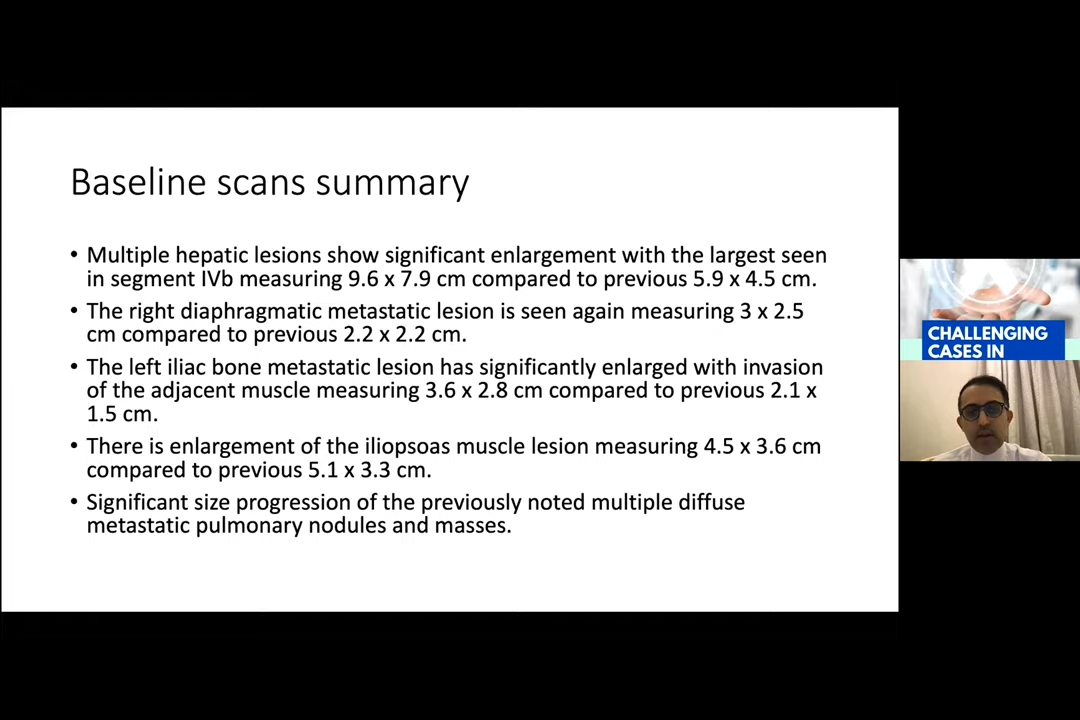 Baseline scans summary
• Multiple hepatic lesions show significant enlargement with the largest seen
in segment IVb measuring 9.6 x 7.9 cm compared to previous 5.9 x 4.5 cm.
• The right diaphragmatic metastatic lesion is seen again measuring 3 x 2.5
cm compared to previous 2.2 x 2.2 cm.
• The left iliac bone metastatic lesion has significantly enlarged with invasion
of the adjacent muscle measuring 3.6 x 2.8 cm compared to previous 2.1 x
1.5 cm.
• There is enlargement of the iliopsoas muscle lesion measuring 4.5 x 3.6 cm
compared to previous 5.1 x 3.3 cm.
• Significant size progression of the previously noted multiple diffuse
metastatic pulmonary nodules and masses.
CHALLENGING
CASES IN